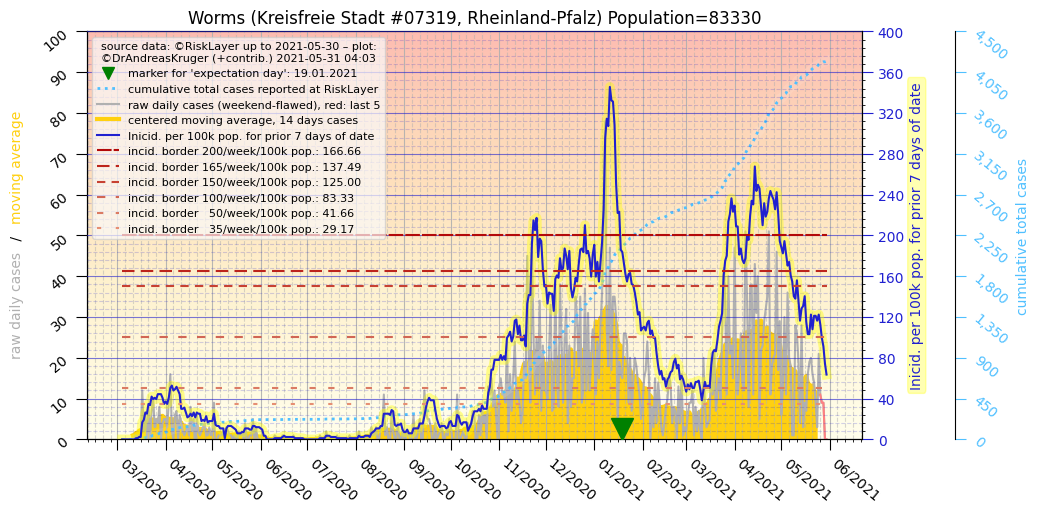 Worms (Kreisfreie Stadt #07319, Rheinland-Pfalz) Population=83330
source data: ©RiskLayer up to 2021-05-30 – plot:
©DrAndreasKruger (+contrib.) 2021-05-31 04:03
marker for 'expectation day': 19.01.2021
cumulative total cases reported at RiskLayer
raw daily cases (weekend-flawed), red: last 5
centered moving average, 14 days cases
Inicid. per 100k pop. for prior 7 days of date
incid. border 200/week/100k pop.: 166.66
incid. border 165/week/100k pop.: 137.49
incid. border 150/week/100k pop.: 125.00
incid. border 100/week/100k pop.: 83.33
incid. border 50/week/100k pop.: 41.66
incid. border 35/week/100k pop.: 29.17
raw daily cases / moving average
100
90
80
70
60
50
40
30
20
10
0
03/2020
04/2020
05/2020
06/2020
07/2020
08/2020
09/2020
10/2020
11/2020
12/2020
01/2021
02/2021
03/2021
04/2021
05/2021
06/2021
400
360
320
280
240
200
160
120
80
40
0
Inicid. per 100k pop. for prior 7 days of date
4,500
4,050
3,600
3,150
2,700
2,250
1,800
1,350
900
450
0
cumulative total cases